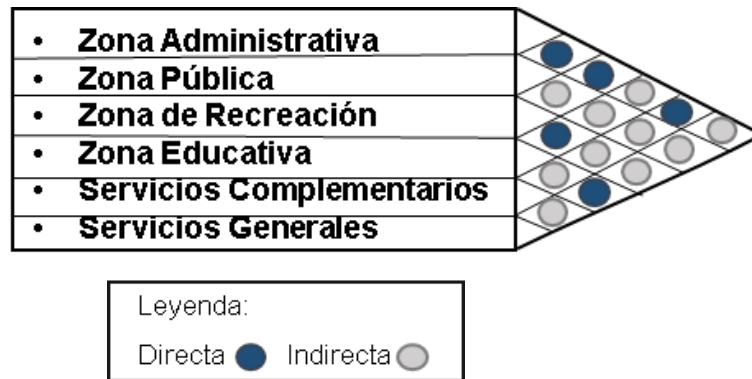 • Zona Administrativa
• Zona Pública
• Zona de Recreación
• Zona Educativa
• Servicios Complementarios
• Servicios Generales
Leyenda:
Directa Indirecta